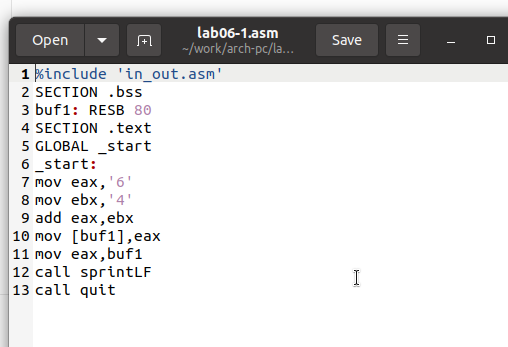 Open
lab06-1.asm
~/work/arch-pc/la...
Save
1 %include 'in_out.asm'
2 SECTION .bss
3 buf1: RESB 80
4 SECTION .text
5 GLOBAL _start
6 _start:
7 mov eax,'6'
8 mov ebx,'4'
9 add eax,ebx
10 mov [buf1],eax
11 mov eax,buf1
12 call sprintLF
13 call quit